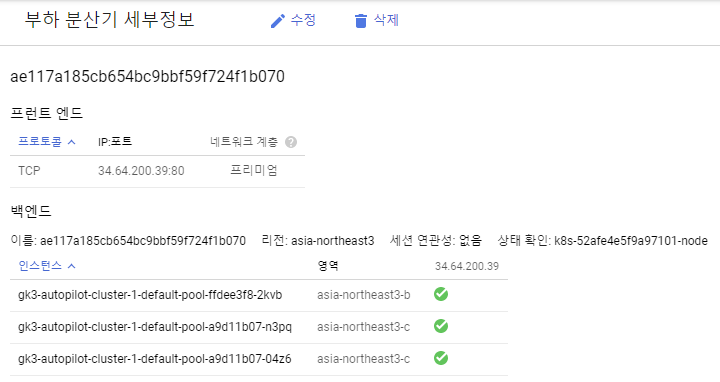 부하 분산기 세부정보 수정 삭제
ae117a185cb654bc9bbf59f724f1b070
프런트 엔드
프로토콜 IP:포트 네트워크 계층 ?
TCP 34.64.200.39:80 프리미엄
백엔드
이름: ae117a185cb654bc9bbf59f724f1b070 리전: asia-northeast3 세션 연관성: 없음 상태 확인: k8s-52afe4e5f9a97101-node
인스턴스 영역 34.64.200.39
gk3-autopilot-cluster-1-default-pool-ffdee3f8-2kvb asia-northeast3-b
gk3-autopilot-cluster-1-default-pool-a9d11b07-n3pq asia-northeast3-c
gk3-autopilot-cluster-1-default-pool-a9d11b07-04z6 asia-northeast3-c